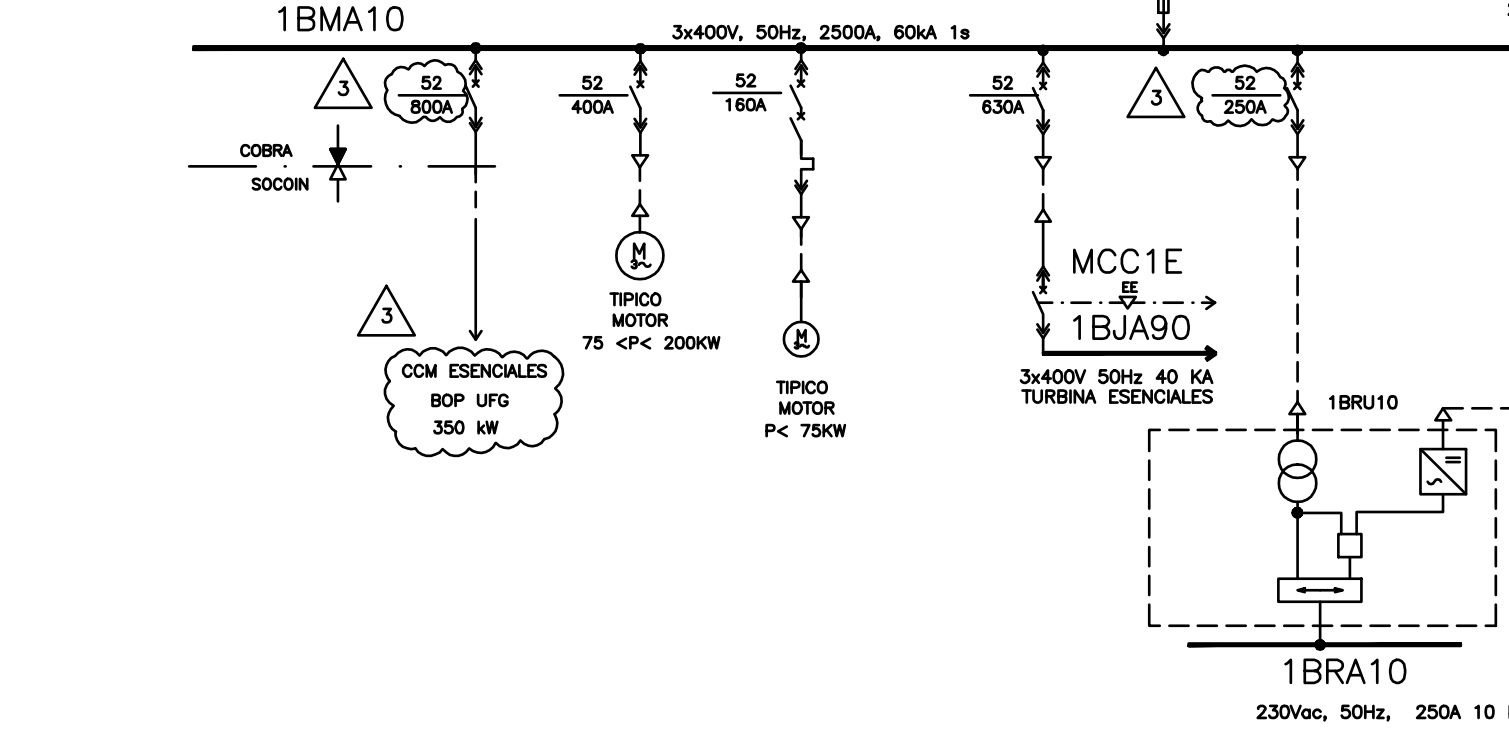 1BMA10
3x400V, 50Hz, 2500A, 60kA 1s
3
52
800A
52
400A
52
160A
52
630A
3
52
250A
COBRA
SOCOIN
M
3~
TIPICO
MOTOR
75 <P< 200KW
M
3~
TIPICO
MOTOR
P< 75KW
3
CCM ESENCIALES
BOP UFG
350 kW
MCC1E
EE
1BJA90
3x400V 50Hz 40 KA
TURBINA ESENCIALES
1BRU10
1BRA10
230Vac, 50Hz, 250A 10